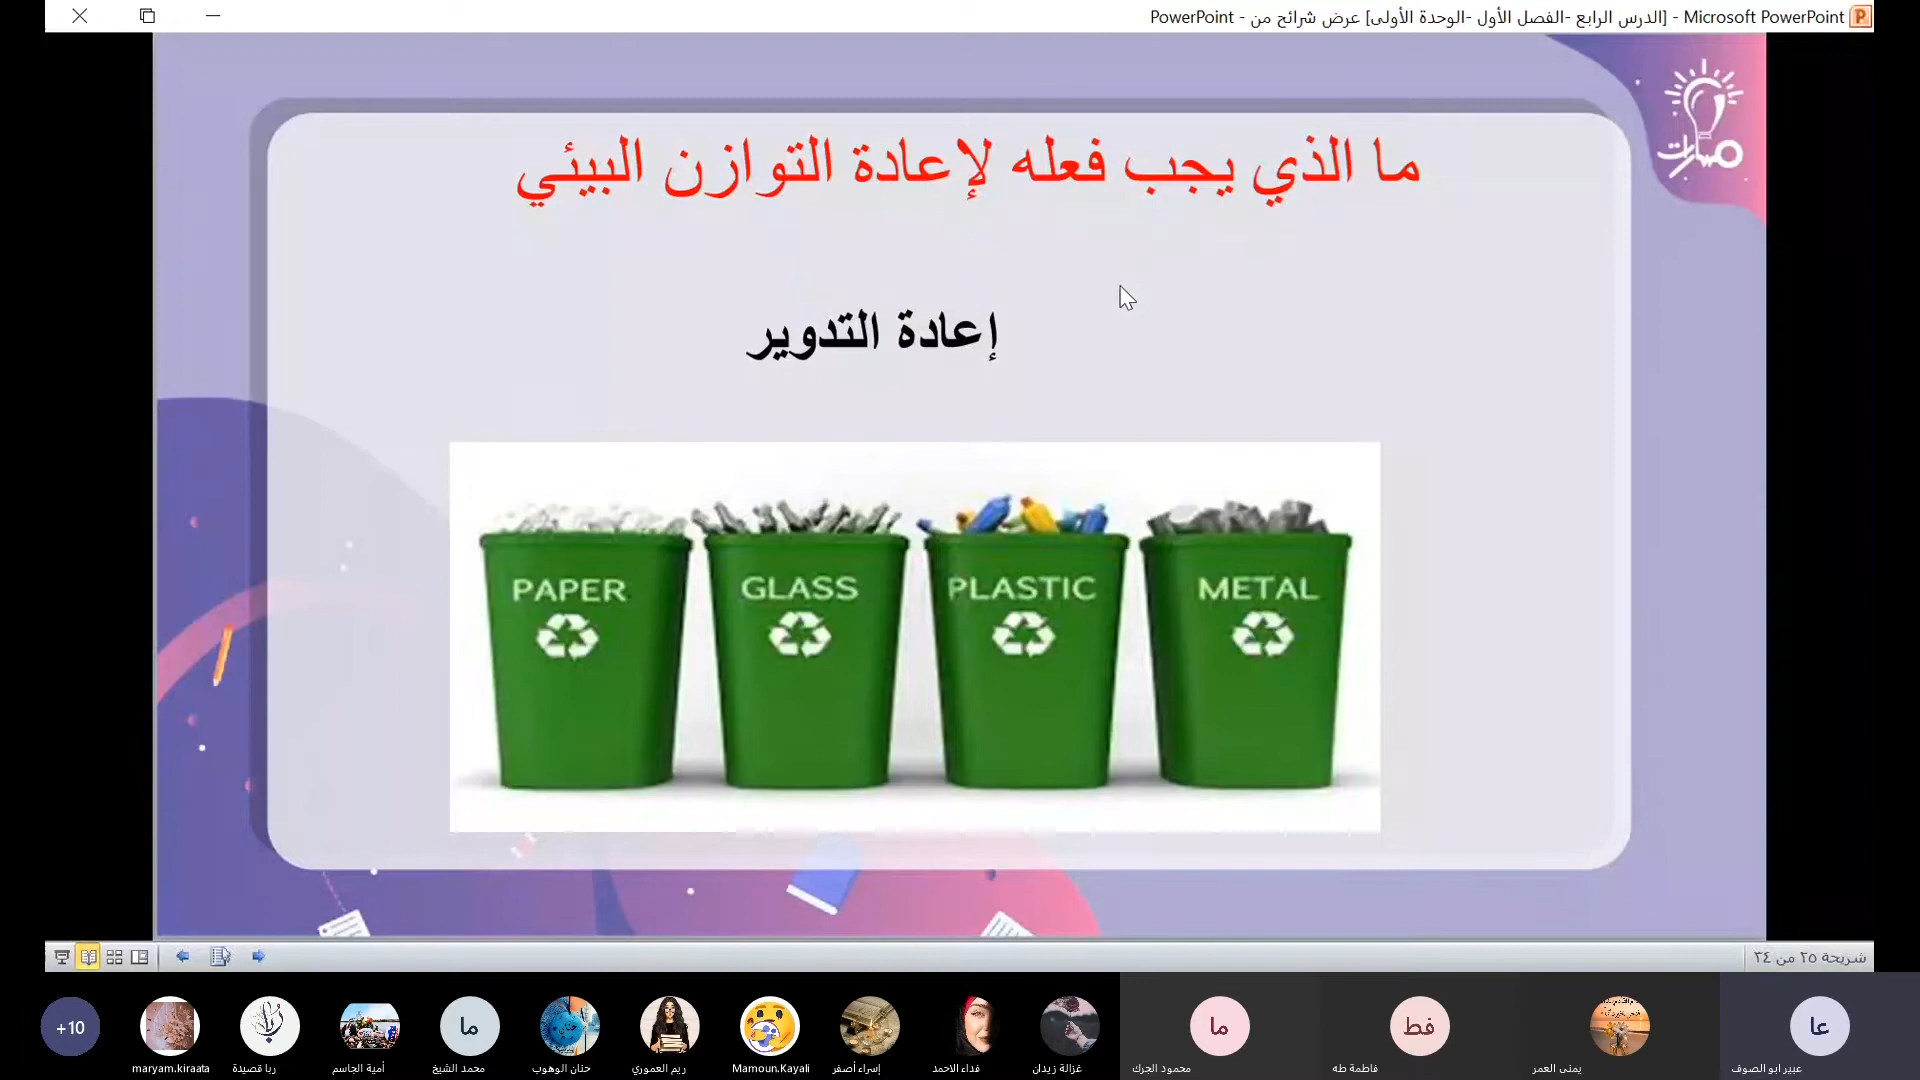 Microsoft PowerPoint - [الدرس الرابع -الفصل الأول -الوحدة الأولى] عرض شرائح من - PowerPoint
مسارات
ما الذي يجب فعله لإعادة التوازن البيئي
إعادة التدوير
PAPER GLASS PLASTIC METAL
شريحة ٢٥ من ٣٤
+10 ما ما فط عا
maryam.kiraata ربا قصيدة أمية الجاسم محمد الشيخ حنان الوهوب ريم العموري Mamoun.Kayali إسراء أصفر فداء الاحمد غزالة زيدان محمود الجرك فاطمة طه يمنى العمر عبير ابو الصوف